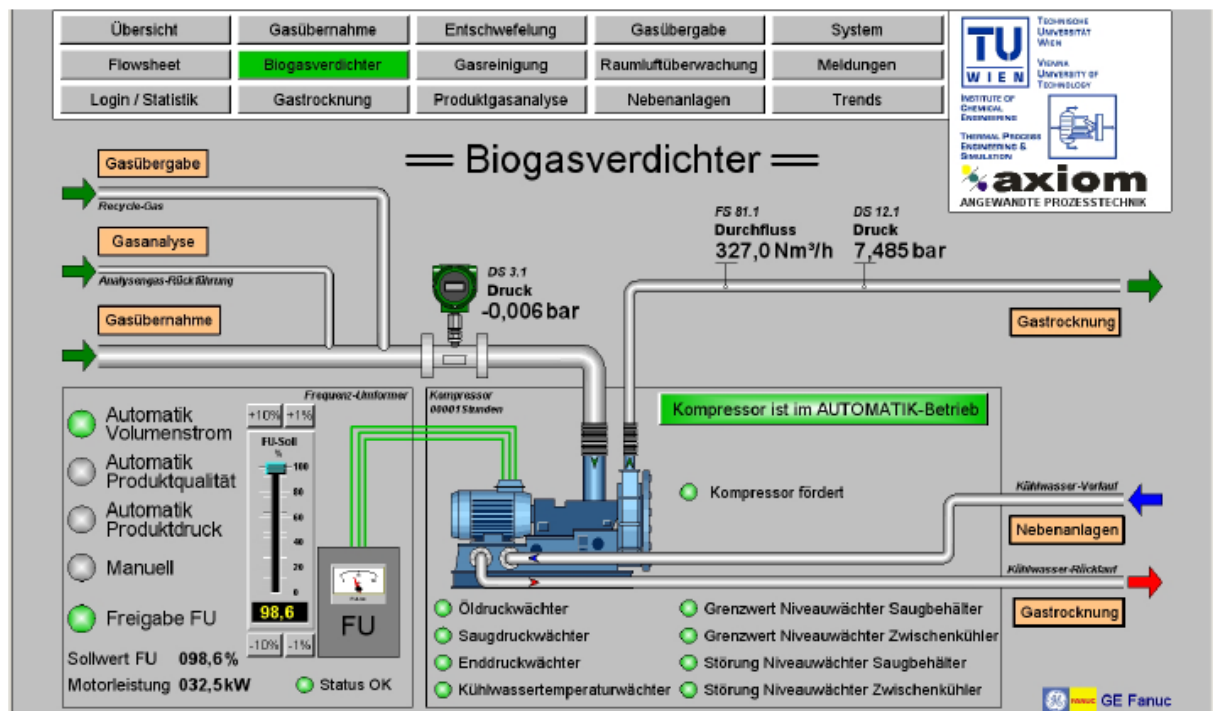 Übersicht
Gasübernahme
Entschwefelung
Gasübergabe
System
Flowsheet
Biogasverdichter
Gasreinigung
Raumluftüberwachung
Meldungen
Login / Statistik
Gastrocknung
Produktgasanalyse
Nebenanlagen
Trends
TU
WIEN
TECHNISCHE
UNIVERSITÄT
WIEN
VIENNA
UNIVERSITY OF
TECHNOLOGY
INSTITUTE OF
CHEMICAL
ENGINEERING
THERMAL PROCESS
ENGINEERING &
SIMULATION
axiom
ANGEWANDTE PROZESSTECHNIK
Biogasverdichter
Gasübergabe
Recycle-Gas
Gasanalyse
Analysengas-Rückführung
Gasübernahme
DS 3.1
Druck
-0,006 bar
FS 81.1
Durchfluss
327,0 Nm³/h
DS 12.1
Druck
7,485 bar
Gastrocknung
Frequenz-Umformer
Automatik
Volumenstrom
Automatik
Produktqualität
Automatik
Produktdruck
Manuell
Freigabe FU
+10% +1%
FU-Soll
%
100
80
60
40
20
0
98,6
-10% -1%
FU
Sollwert FU 098,6%
Motorleistung 032,5kW
Status OK
Kompressor
00001 Stunden
Kompressor ist im AUTOMATIK-Betrieb
Kompressor fördert
Kühlwasser-Vorlauf
Nebenanlagen
Kühlwasser-Rücklauf
Gastrocknung
Öldruckwächter
Saugdruckwächter
Enddruckwächter
Kühlwassertemperaturwächter
Grenzwert Niveauwächter Saugbehälter
Grenzwert Niveauwächter Zwischenkühler
Störung Niveauwächter Saugbehälter
Störung Niveauwächter Zwischenkühler
FANUC
GE Fanuc